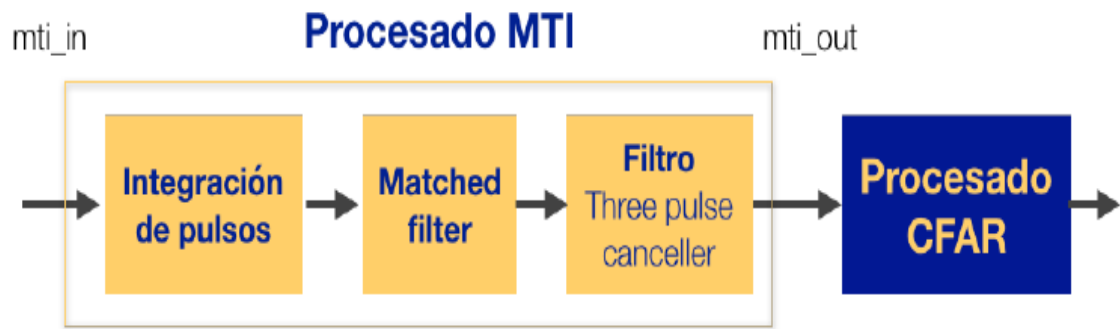 mti_in
Procesado MTI
mti_out
Integración
de pulsos
Matched
filter
Filtro
Three pulse
canceller
Procesado
CFAR